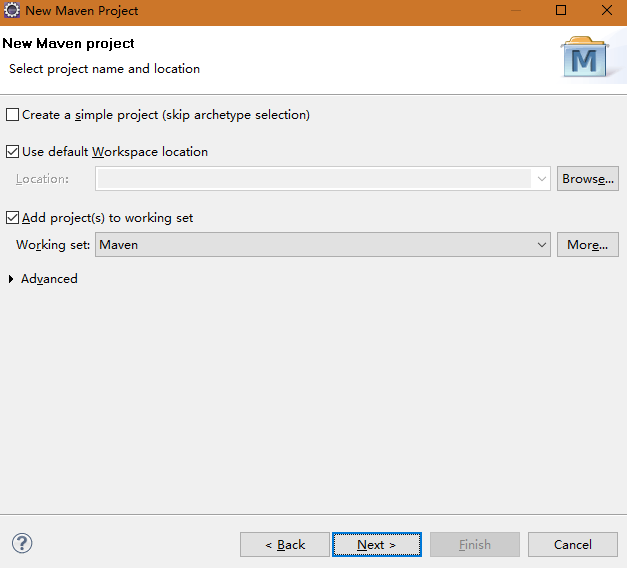 New Maven Project
New Maven project
Select project name and location
M
Create a simple project (skip archetype selection)
Use default Workspace location
Location:
Browse...
Add project(s) to working set
Working set: Maven More...
Advanced
?
< Back Next > Finish Cancel